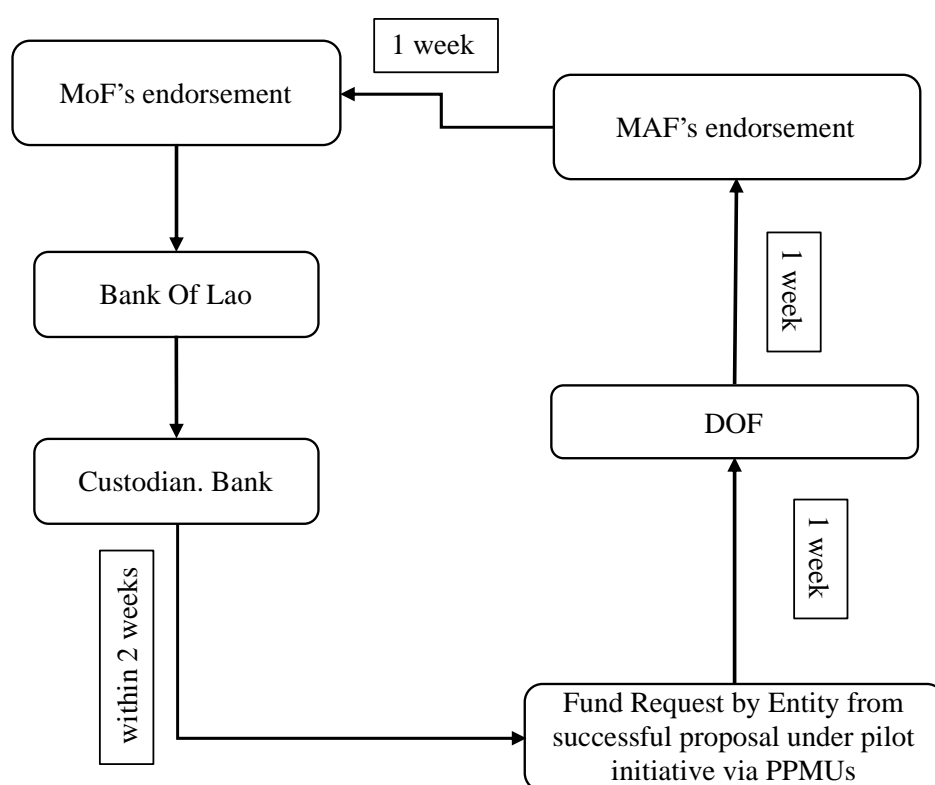 1 week
MoF’s endorsement
MAF’s endorsement
1 week
Bank Of Lao
DOF
Custodian. Bank
1 week
within 2 weeks
Fund Request by Entity from
successful proposal under pilot
initiative via PPMUs